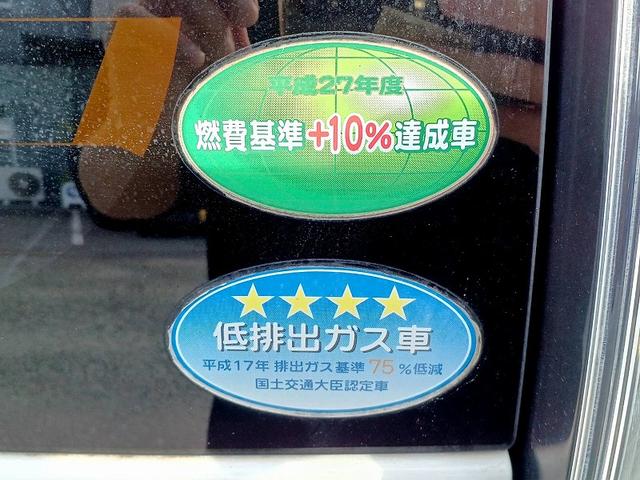 平成27年度
燃費基準+10%達成車
低排出ガス車
平成17年 排出ガス基準 75 %低減
国土交通大臣認定車